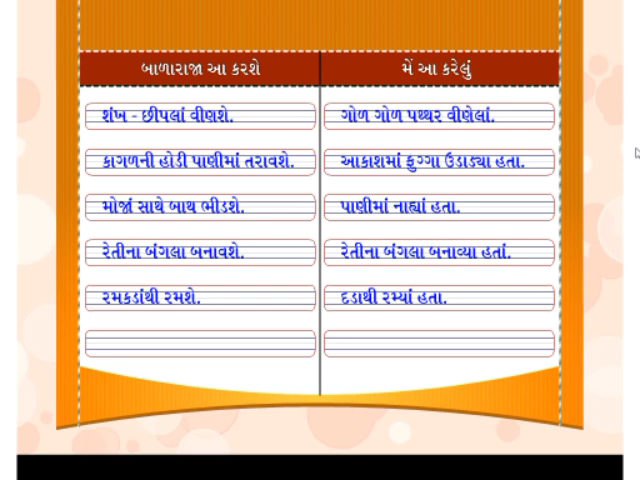 બાળારાજા આ કરશે મેં આ કરેલું
શંખ - છીપલાં વીણશે. ગોળ ગોળ પથ્થર વીણેલાં.
કાગળની હોડી પાણીમાં તરાવશે. આકાશમાં ફુગ્ગા ઉડાડ્યા હતા.
મોજાં સાથે બાથ ભીડશે. પાણીમાં નાહ્યાં હતા.
રેતીના બંગલા બનાવશે. રેતીના બંગલા બનાવ્યા હતાં.
રમકડાંથી રમશે. દડાથી રમ્યાં હતા.